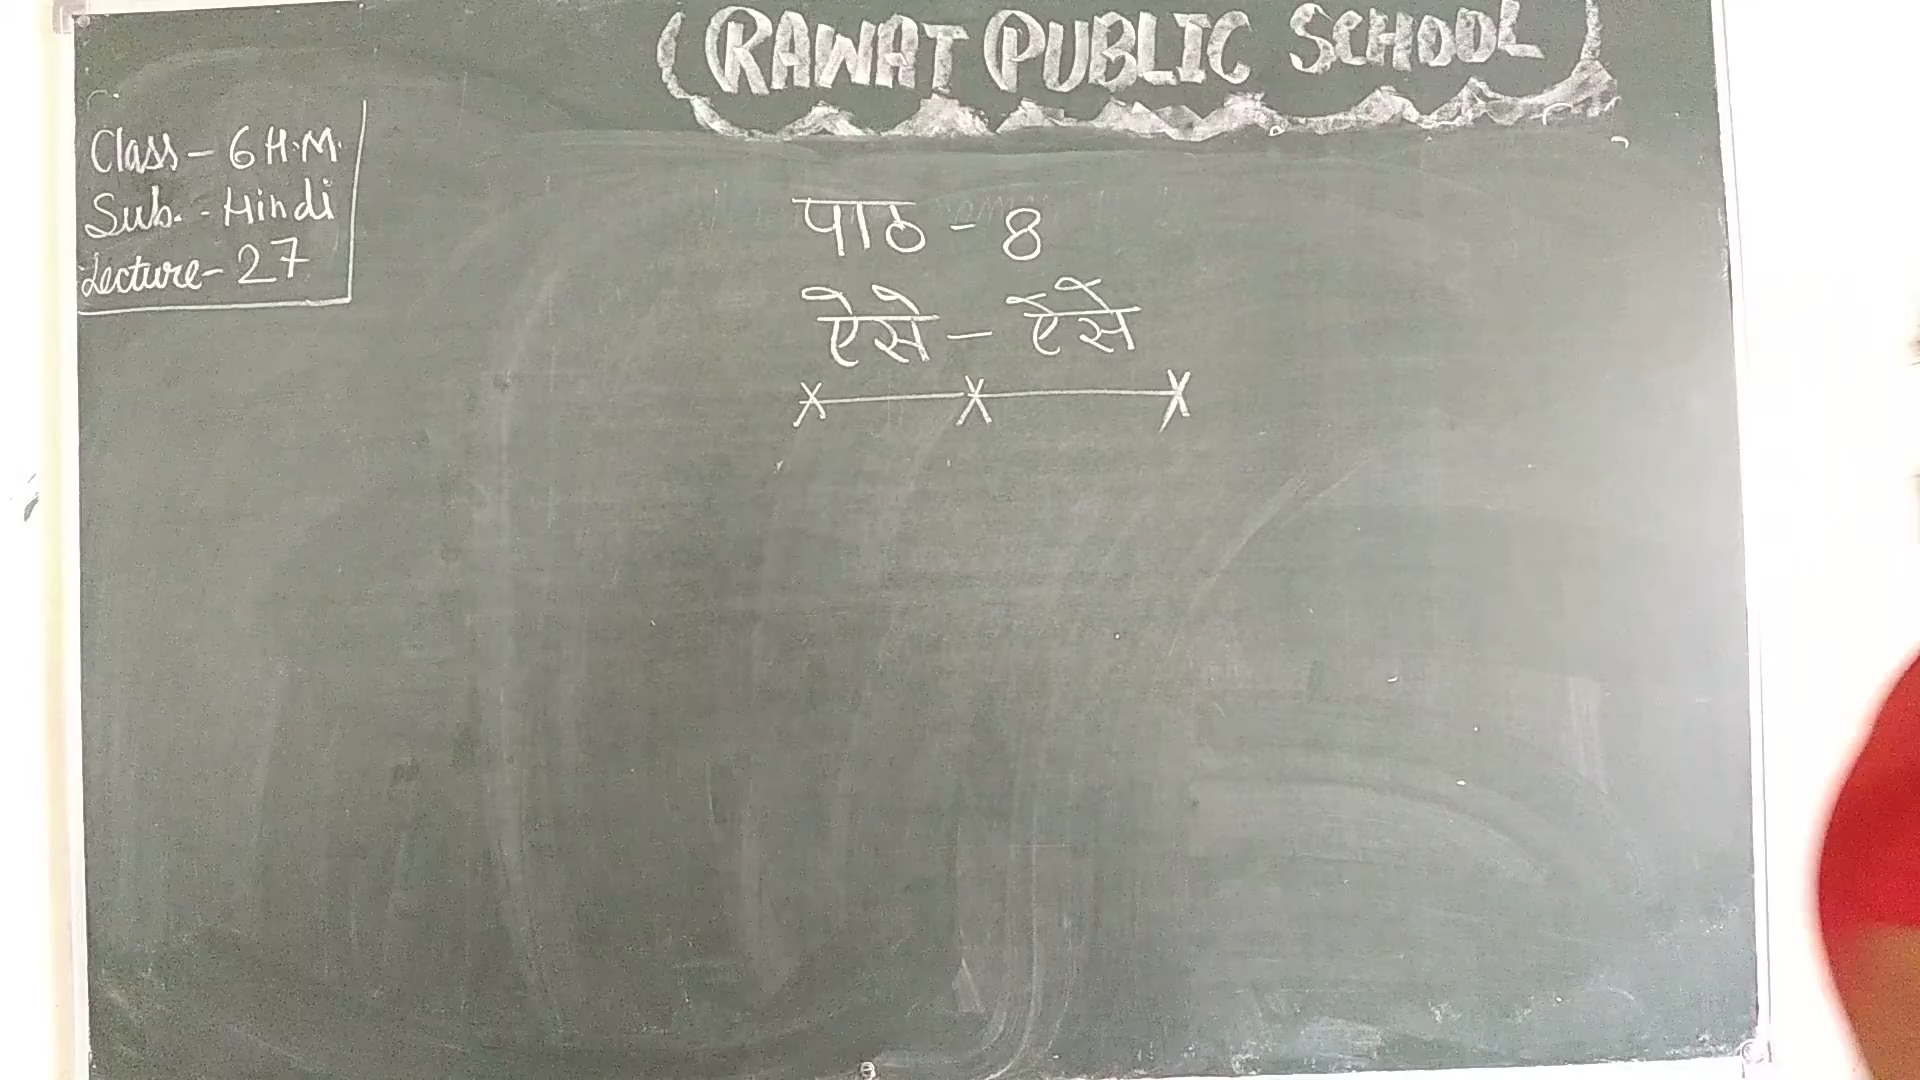 (RAWAT PUBLIC SCHOOL)
Class - 6 H.M.
Sub. - Hindi
Lecture - 27
पाठ - 8
ऐसे - ऐसे